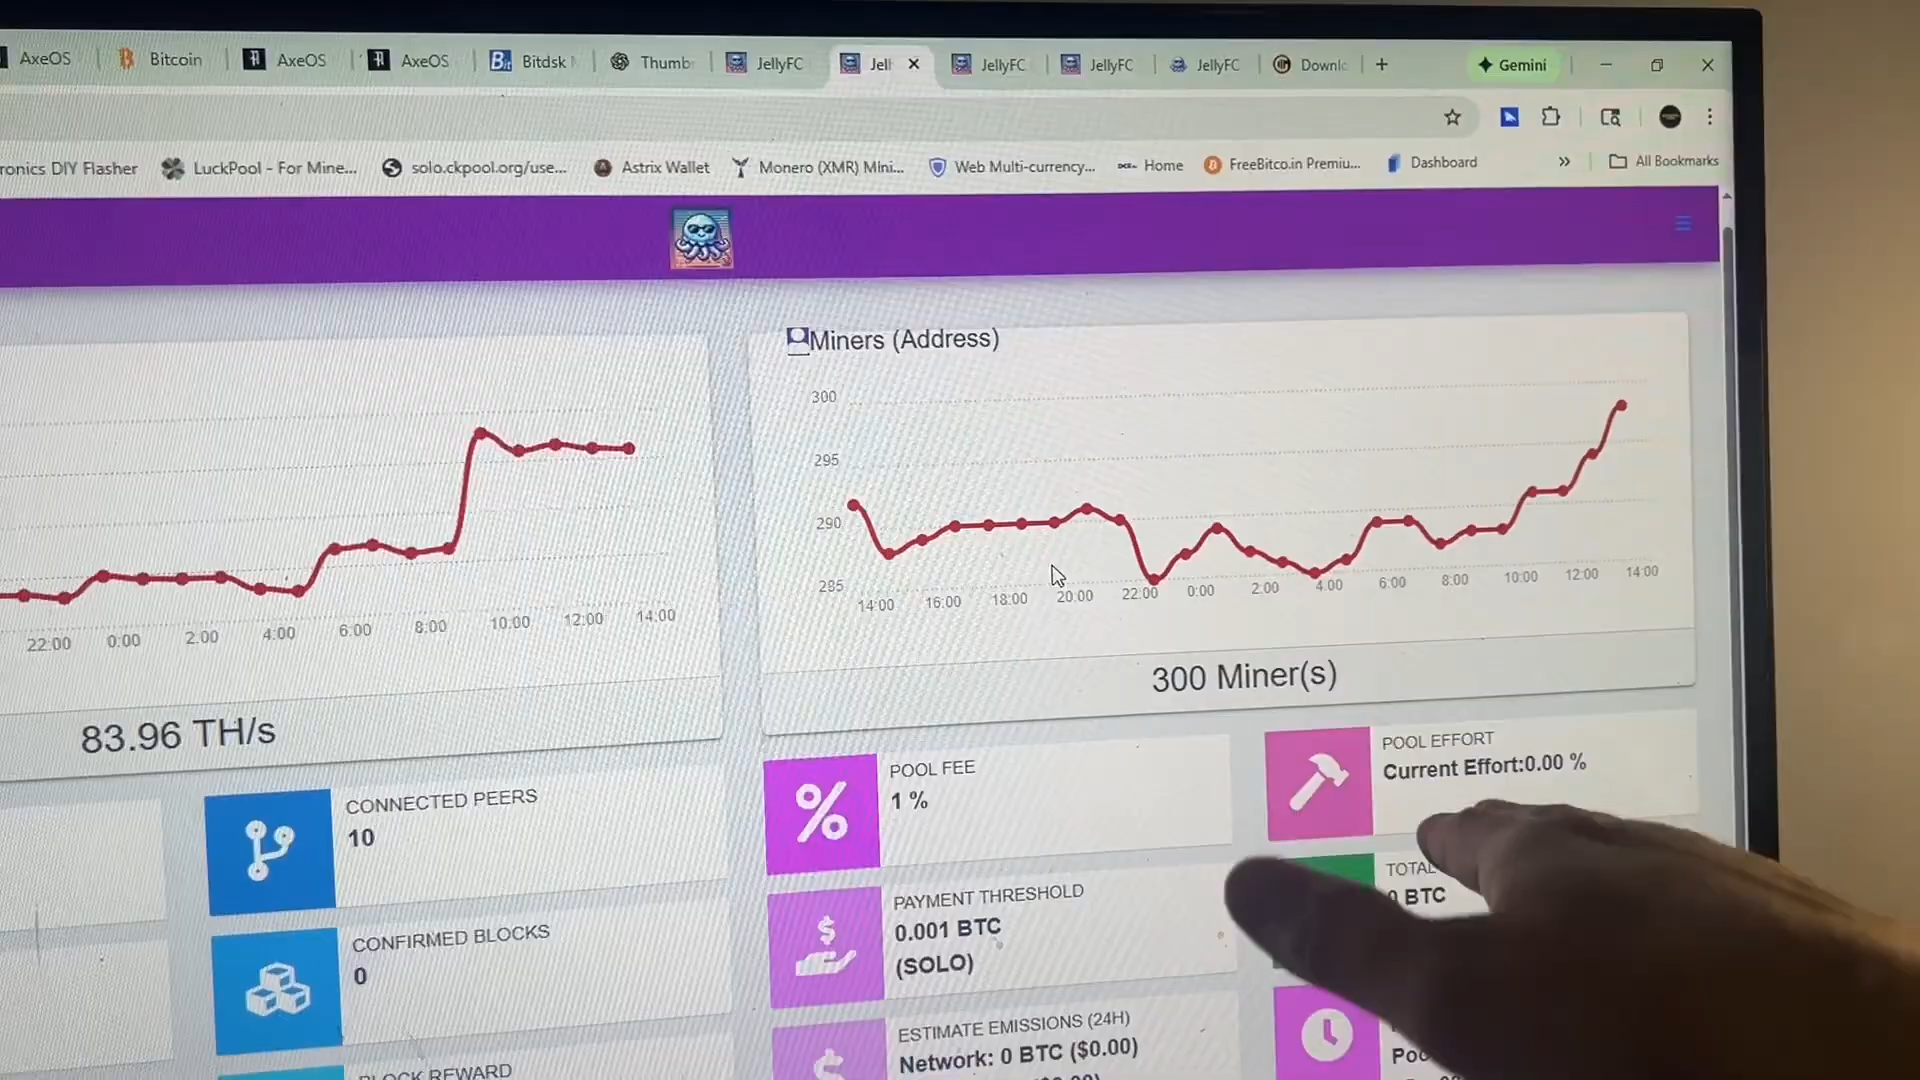 AxeOS
Bitcoin
AxeOS
AxeOS
Bitdsk
Thumb
JellyFC
Jell
JellyFC
JellyFC
JellyFC
Downlo
Gemini
ronics DIY Flasher
LuckPool - For Mine...
solo.ckpool.org/use...
Astrix Wallet
Monero (XMR) Mini...
Web Multi-currency...
Home
FreeBitco.in Premiu...
Dashboard
All Bookmarks
22:00 0:00 2:00 4:00 6:00 8:00 10:00 12:00 14:00
83.96 TH/s
Miners (Address)
300
295
290
285
14:00 16:00 18:00 20:00 22:00 0:00 2:00 4:00 6:00 8:00 10:00 12:00 14:00
300 Miner(s)
CONNECTED PEERS
10
CONFIRMED BLOCKS
0
BLOCK REWARD
POOL FEE
1 %
PAYMENT THRESHOLD
0.001 BTC
(SOLO)
ESTIMATE EMISSIONS (24H)
Network: 0 BTC ($0.00)
POOL EFFORT
Current Effort:0.00 %
TOTAL
0 BTC